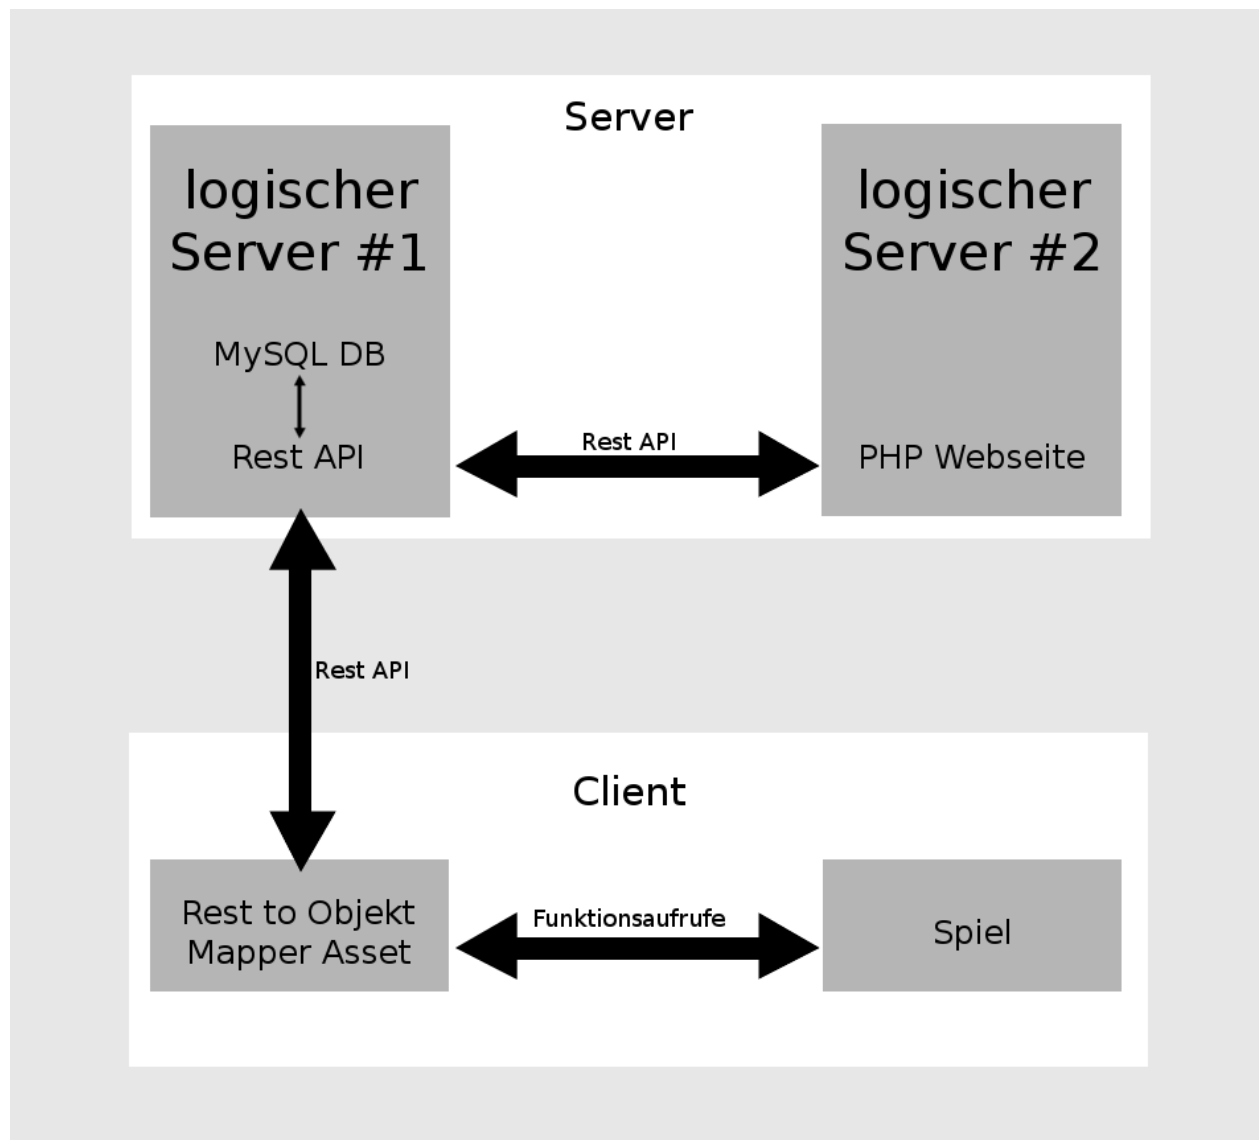 Server
logischer
Server #1
MySQL DB
Rest API
Rest API
logischer
Server #2
PHP Webseite
Rest API
Client
Rest to Objekt
Mapper Asset
Funktionsaufrufe
Spiel